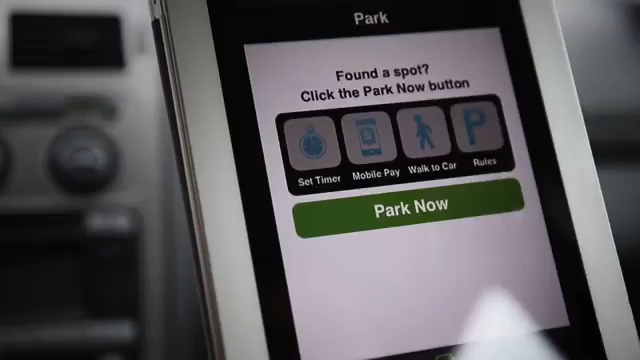 Park
Found a spot?
Click the Park Now button
Set Timer
Mobile Pay
Walk to Car
P
Rules
Park Now